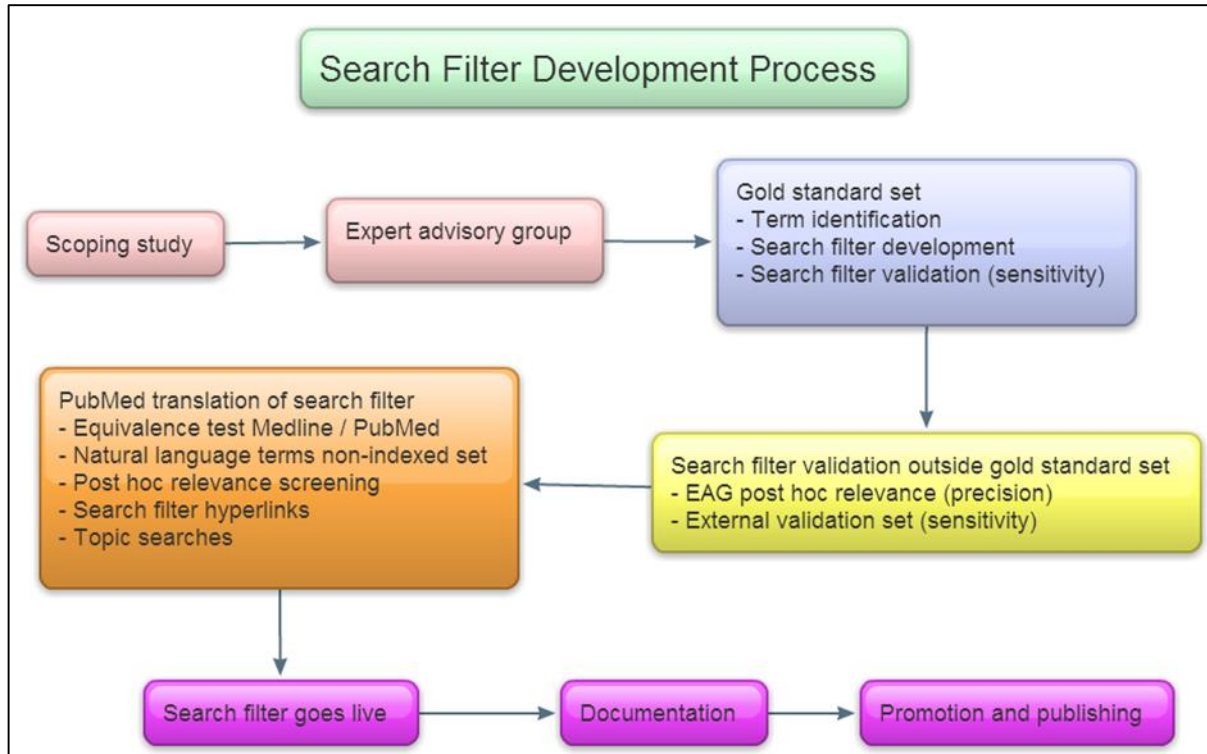 Search Filter Development Process
Scoping study
Expert advisory group
Gold standard set
- Term identification
- Search filter development
- Search filter validation (sensitivity)
Search filter validation outside gold standard set
- EAG post hoc relevance (precision)
- External validation set (sensitivity)
PubMed translation of search filter
- Equivalence test Medline / PubMed
- Natural language terms non-indexed set
- Post hoc relevance screening
- Search filter hyperlinks
- Topic searches
Search filter goes live
Documentation
Promotion and publishing